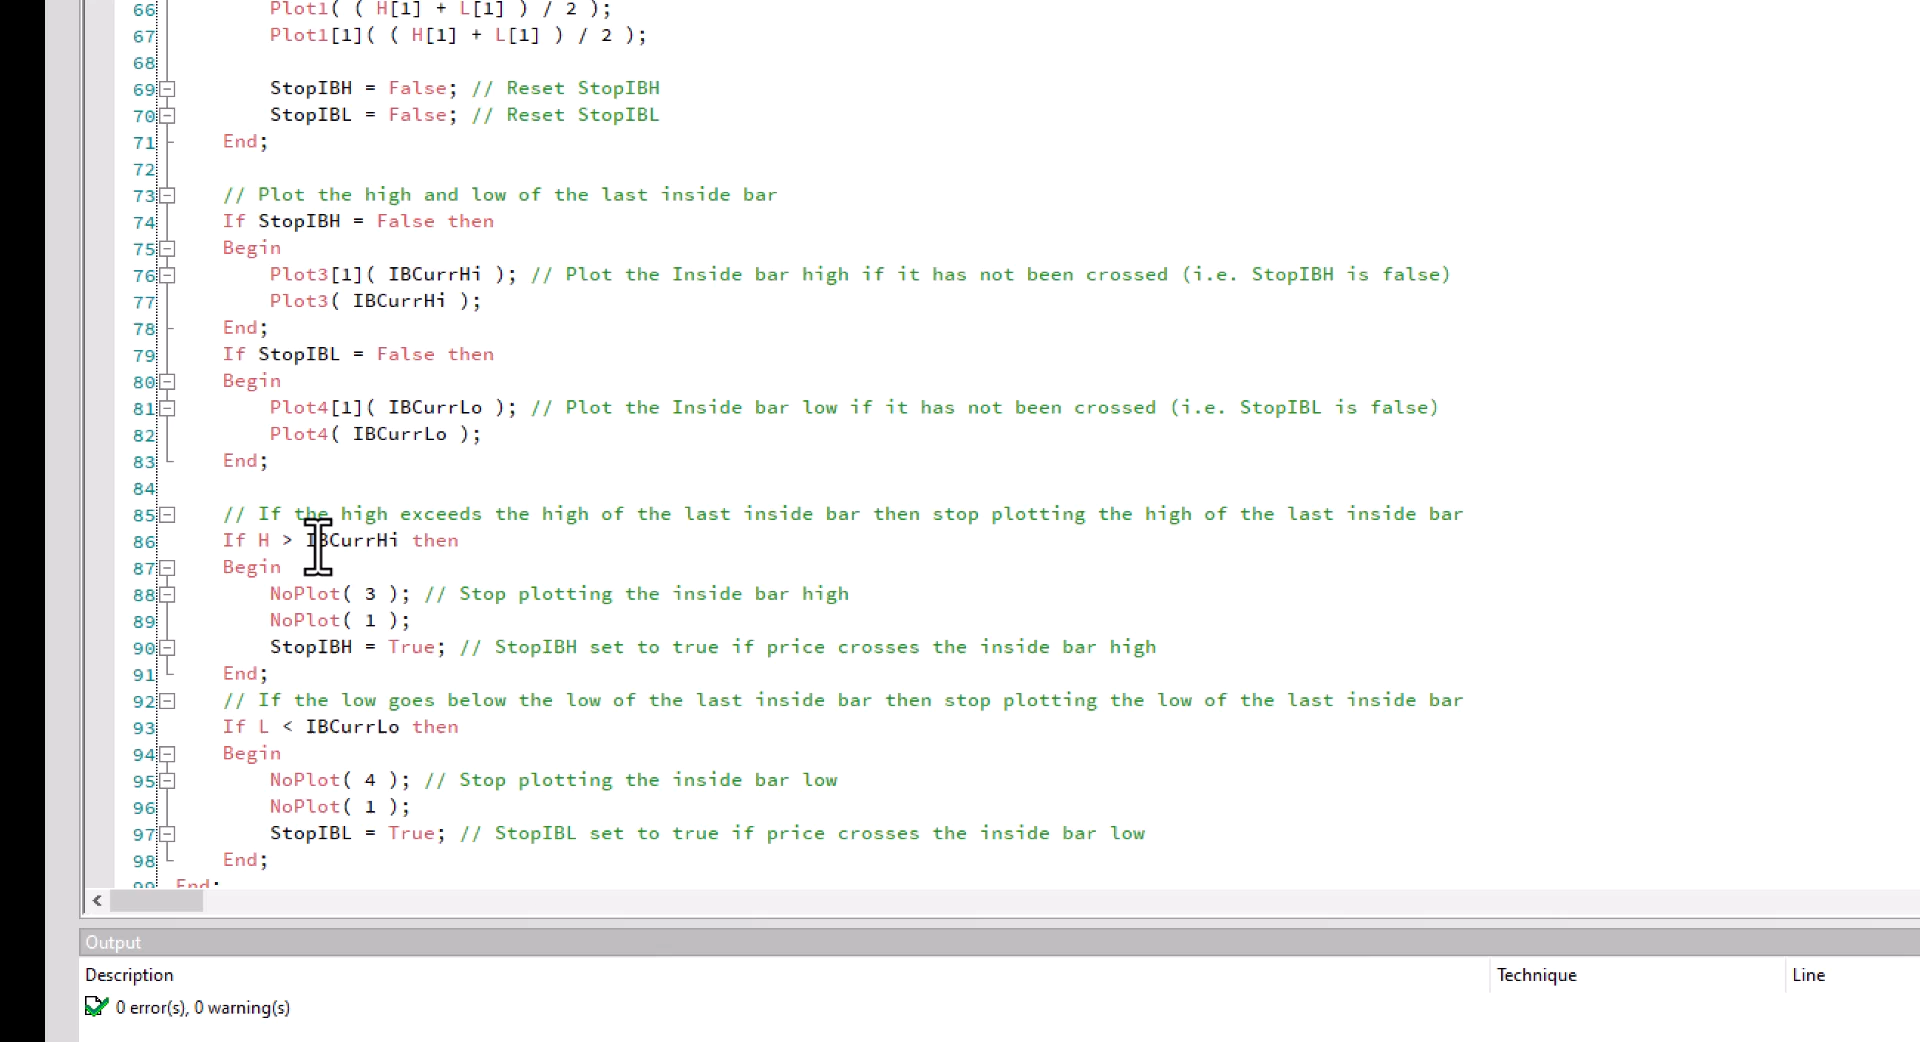 66 Plot1( ( H[1] + L[1] ) / 2 );
67 Plot1[1]( ( H[1] + L[1] ) / 2 );
68
69 StopIBH = False; // Reset StopIBH
70 StopIBL = False; // Reset StopIBL
71 End;
72
73 // Plot the high and low of the last inside bar
74 If StopIBH = False then
75 Begin
76 Plot3[1]( IBCurrHi ); // Plot the Inside bar high if it has not been crossed (i.e. StopIBH is false)
77 Plot3( IBCurrHi );
78 End;
79 If StopIBL = False then
80 Begin
81 Plot4[1]( IBCurrLo ); // Plot the Inside bar low if it has not been crossed (i.e. StopIBL is false)
82 Plot4( IBCurrLo );
83 End;
84
85 // If the high exceeds the high of the last inside bar then stop plotting the high of the last inside bar
86 If H > IBCurrHi then
87 Begin
88 NoPlot( 3 ); // Stop plotting the inside bar high
89 NoPlot( 1 );
90 StopIBH = True; // StopIBH set to true if price crosses the inside bar high
91 End;
92 // If the low goes below the low of the last inside bar then stop plotting the low of the last inside bar
93 If L < IBCurrLo then
94 Begin
95 NoPlot( 4 ); // Stop plotting the inside bar low
96 NoPlot( 1 );
97 StopIBL = True; // StopIBL set to true if price crosses the inside bar low
98 End;
99 End;
Output
Description Technique Line
0 error(s), 0 warning(s)